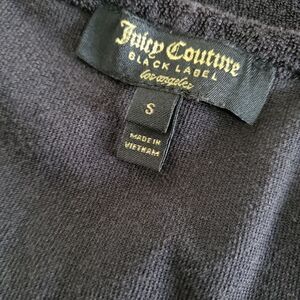 Juicy Couture
BLACK LABEL
los angeles
S
MADE IN
VIETNAM